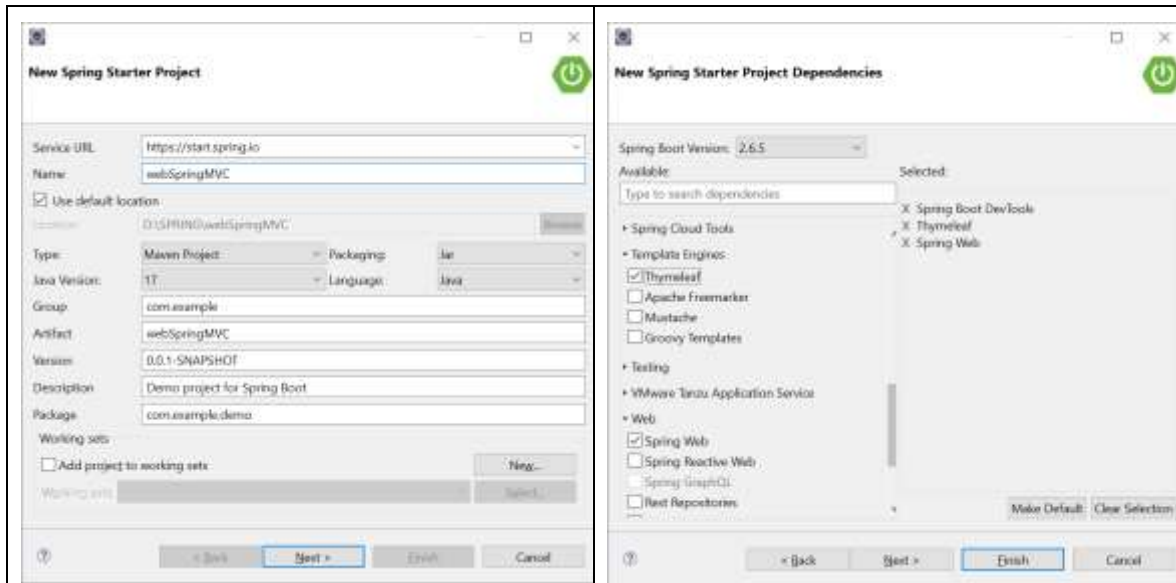 New Spring Starter Project
Service URL https://start.spring.io
Name webSpringMVC
Use default location
Location D:\SPRING\webSpringMVC Browse
Type: Maven Project Packaging: Jar
Java Version: 17 Language: Java
Group com.example
Artifact webSpringMVC
Version 0.0.1-SNAPSHOT
Description Demo project for Spring Boot
Package com.example.demo
Working sets
Add project to working sets New...
Working sets: Select...
< Back Next > Finish Cancel
New Spring Starter Project Dependencies
Spring Boot Version: 2.6.5
Available: Selected:
Type to search dependencies
X Spring Boot DevTools
X Thymeleaf
X Spring Web
Spring Cloud Tools
Template Engines
Thymeleaf
Apache Freemarker
Mustache
Groovy Templates
Testing
VMware Tanzu Application Service
Web
Spring Web
Spring Reactive Web
Spring GraphQL
Rest Repositories
Make Default Clear Selection
< Back Next > Finish Cancel